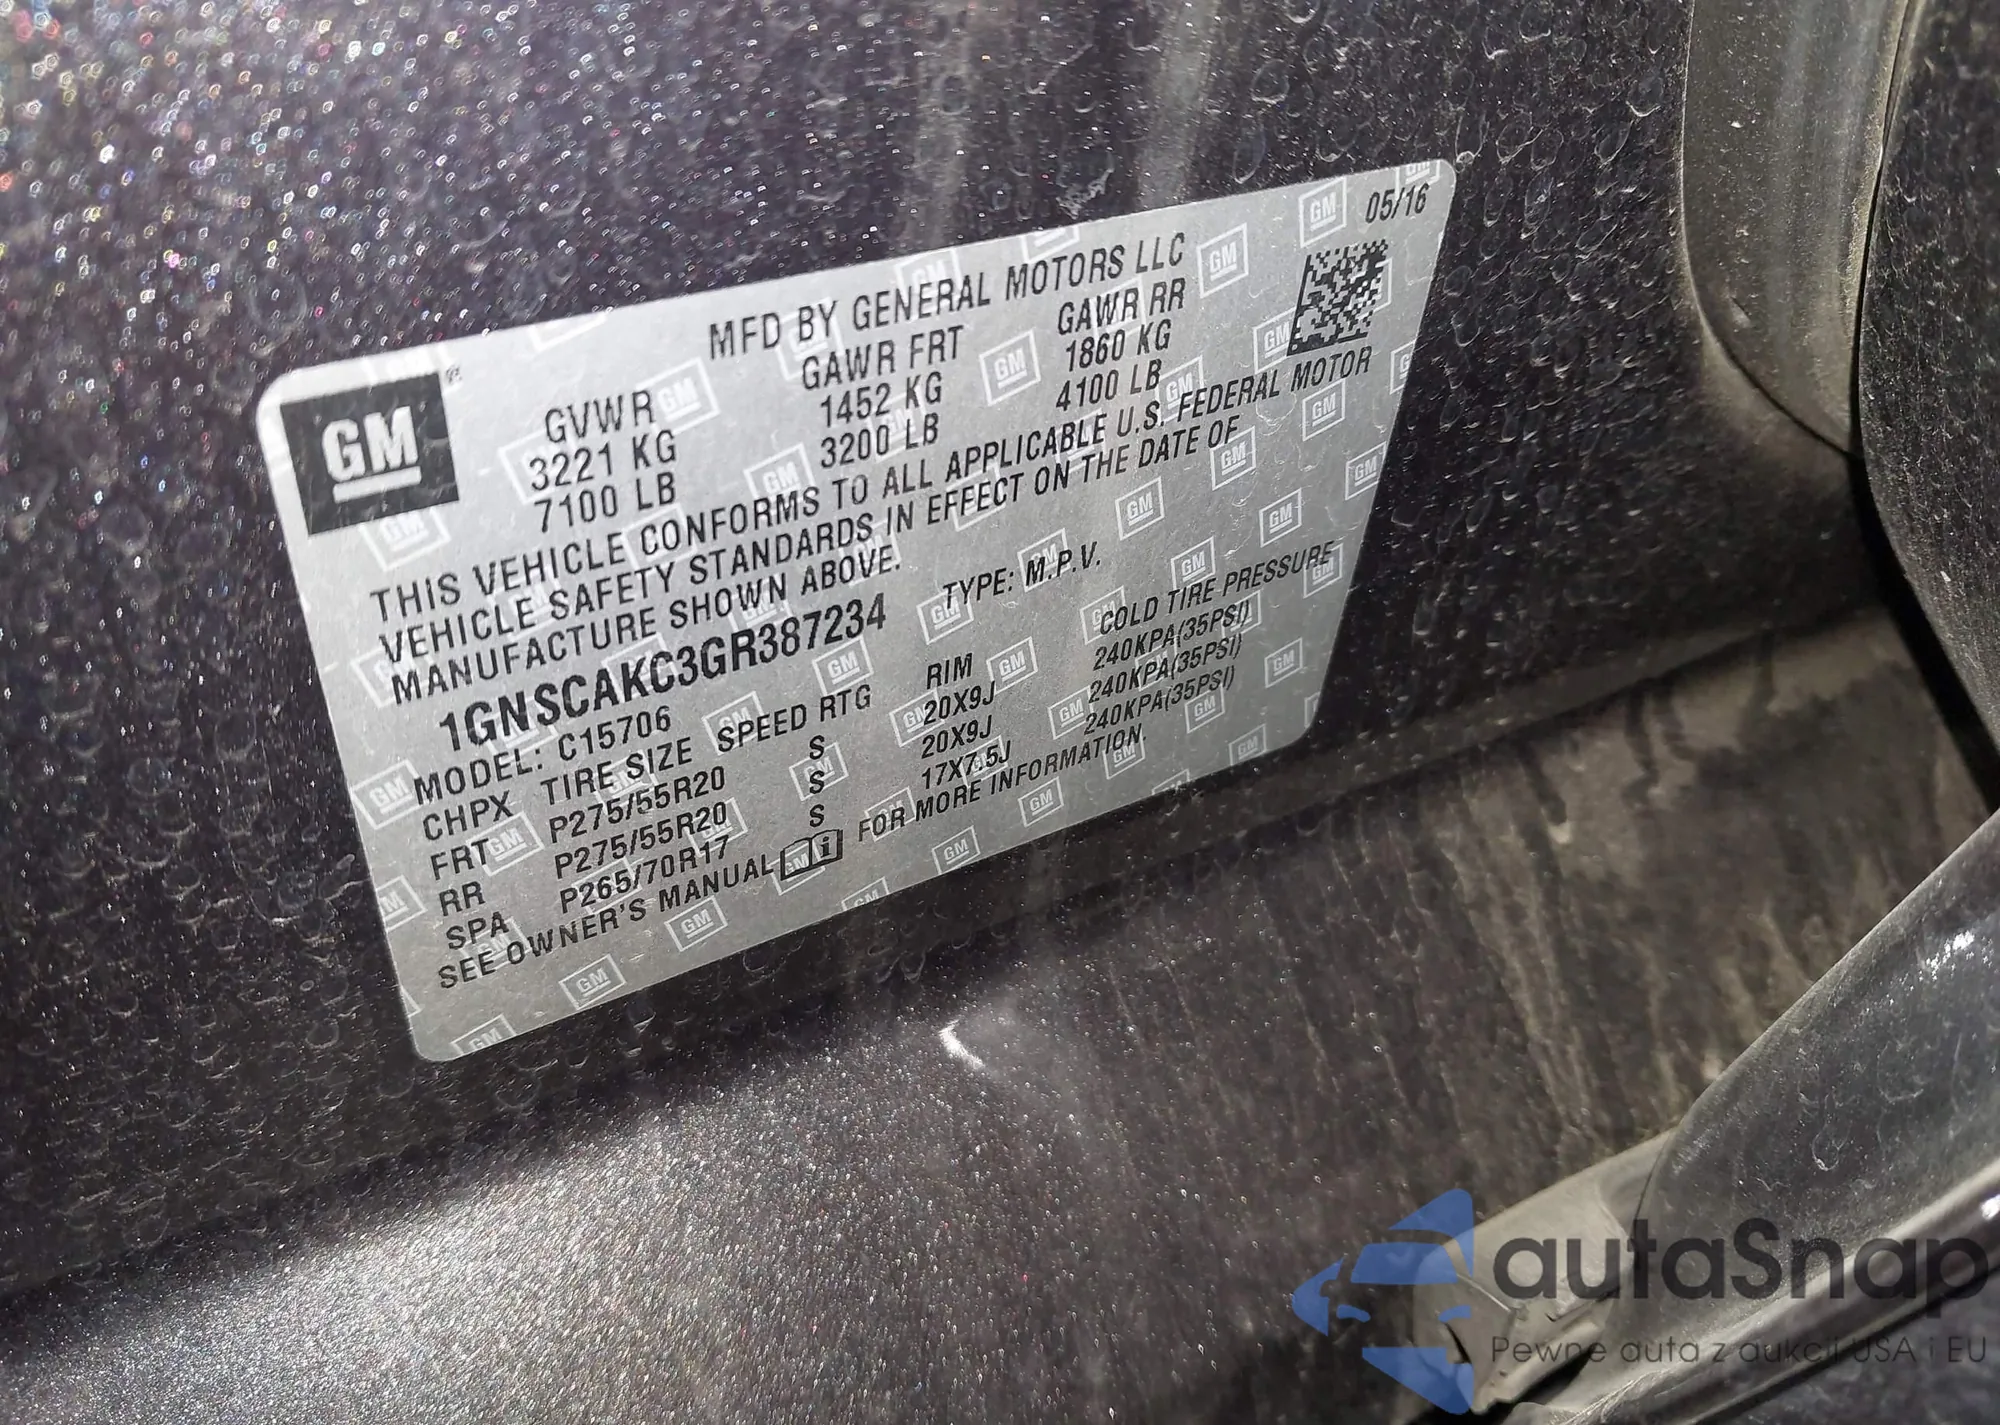 05/16
MFD BY GENERAL MOTORS LLC
GM
GVWR GAWR FRT GAWR RR
3221 KG 1452 KG 1860 KG
7100 LB 3200 LB 4100 LB
THIS VEHICLE CONFORMS TO ALL APPLICABLE U.S. FEDERAL MOTOR
VEHICLE SAFETY STANDARDS IN EFFECT ON THE DATE OF
MANUFACTURE SHOWN ABOVE.
1GNSCAKC3GR387234 TYPE: M.P.V.
MODEL: C15706
CHPX TIRE SIZE SPEED RTG RIM COLD TIRE PRESSURE
FRT P275/55R20 S 20X9J 240KPA(35PSI)
RR P275/55R20 S 20X9J 240KPA(35PSI)
SPA P265/70R17 S 17X7.5J 240KPA(35PSI)
SEE OWNER'S MANUAL FOR MORE INFORMATION.
autaSnap
Pewne auta z aukcji USA i EU